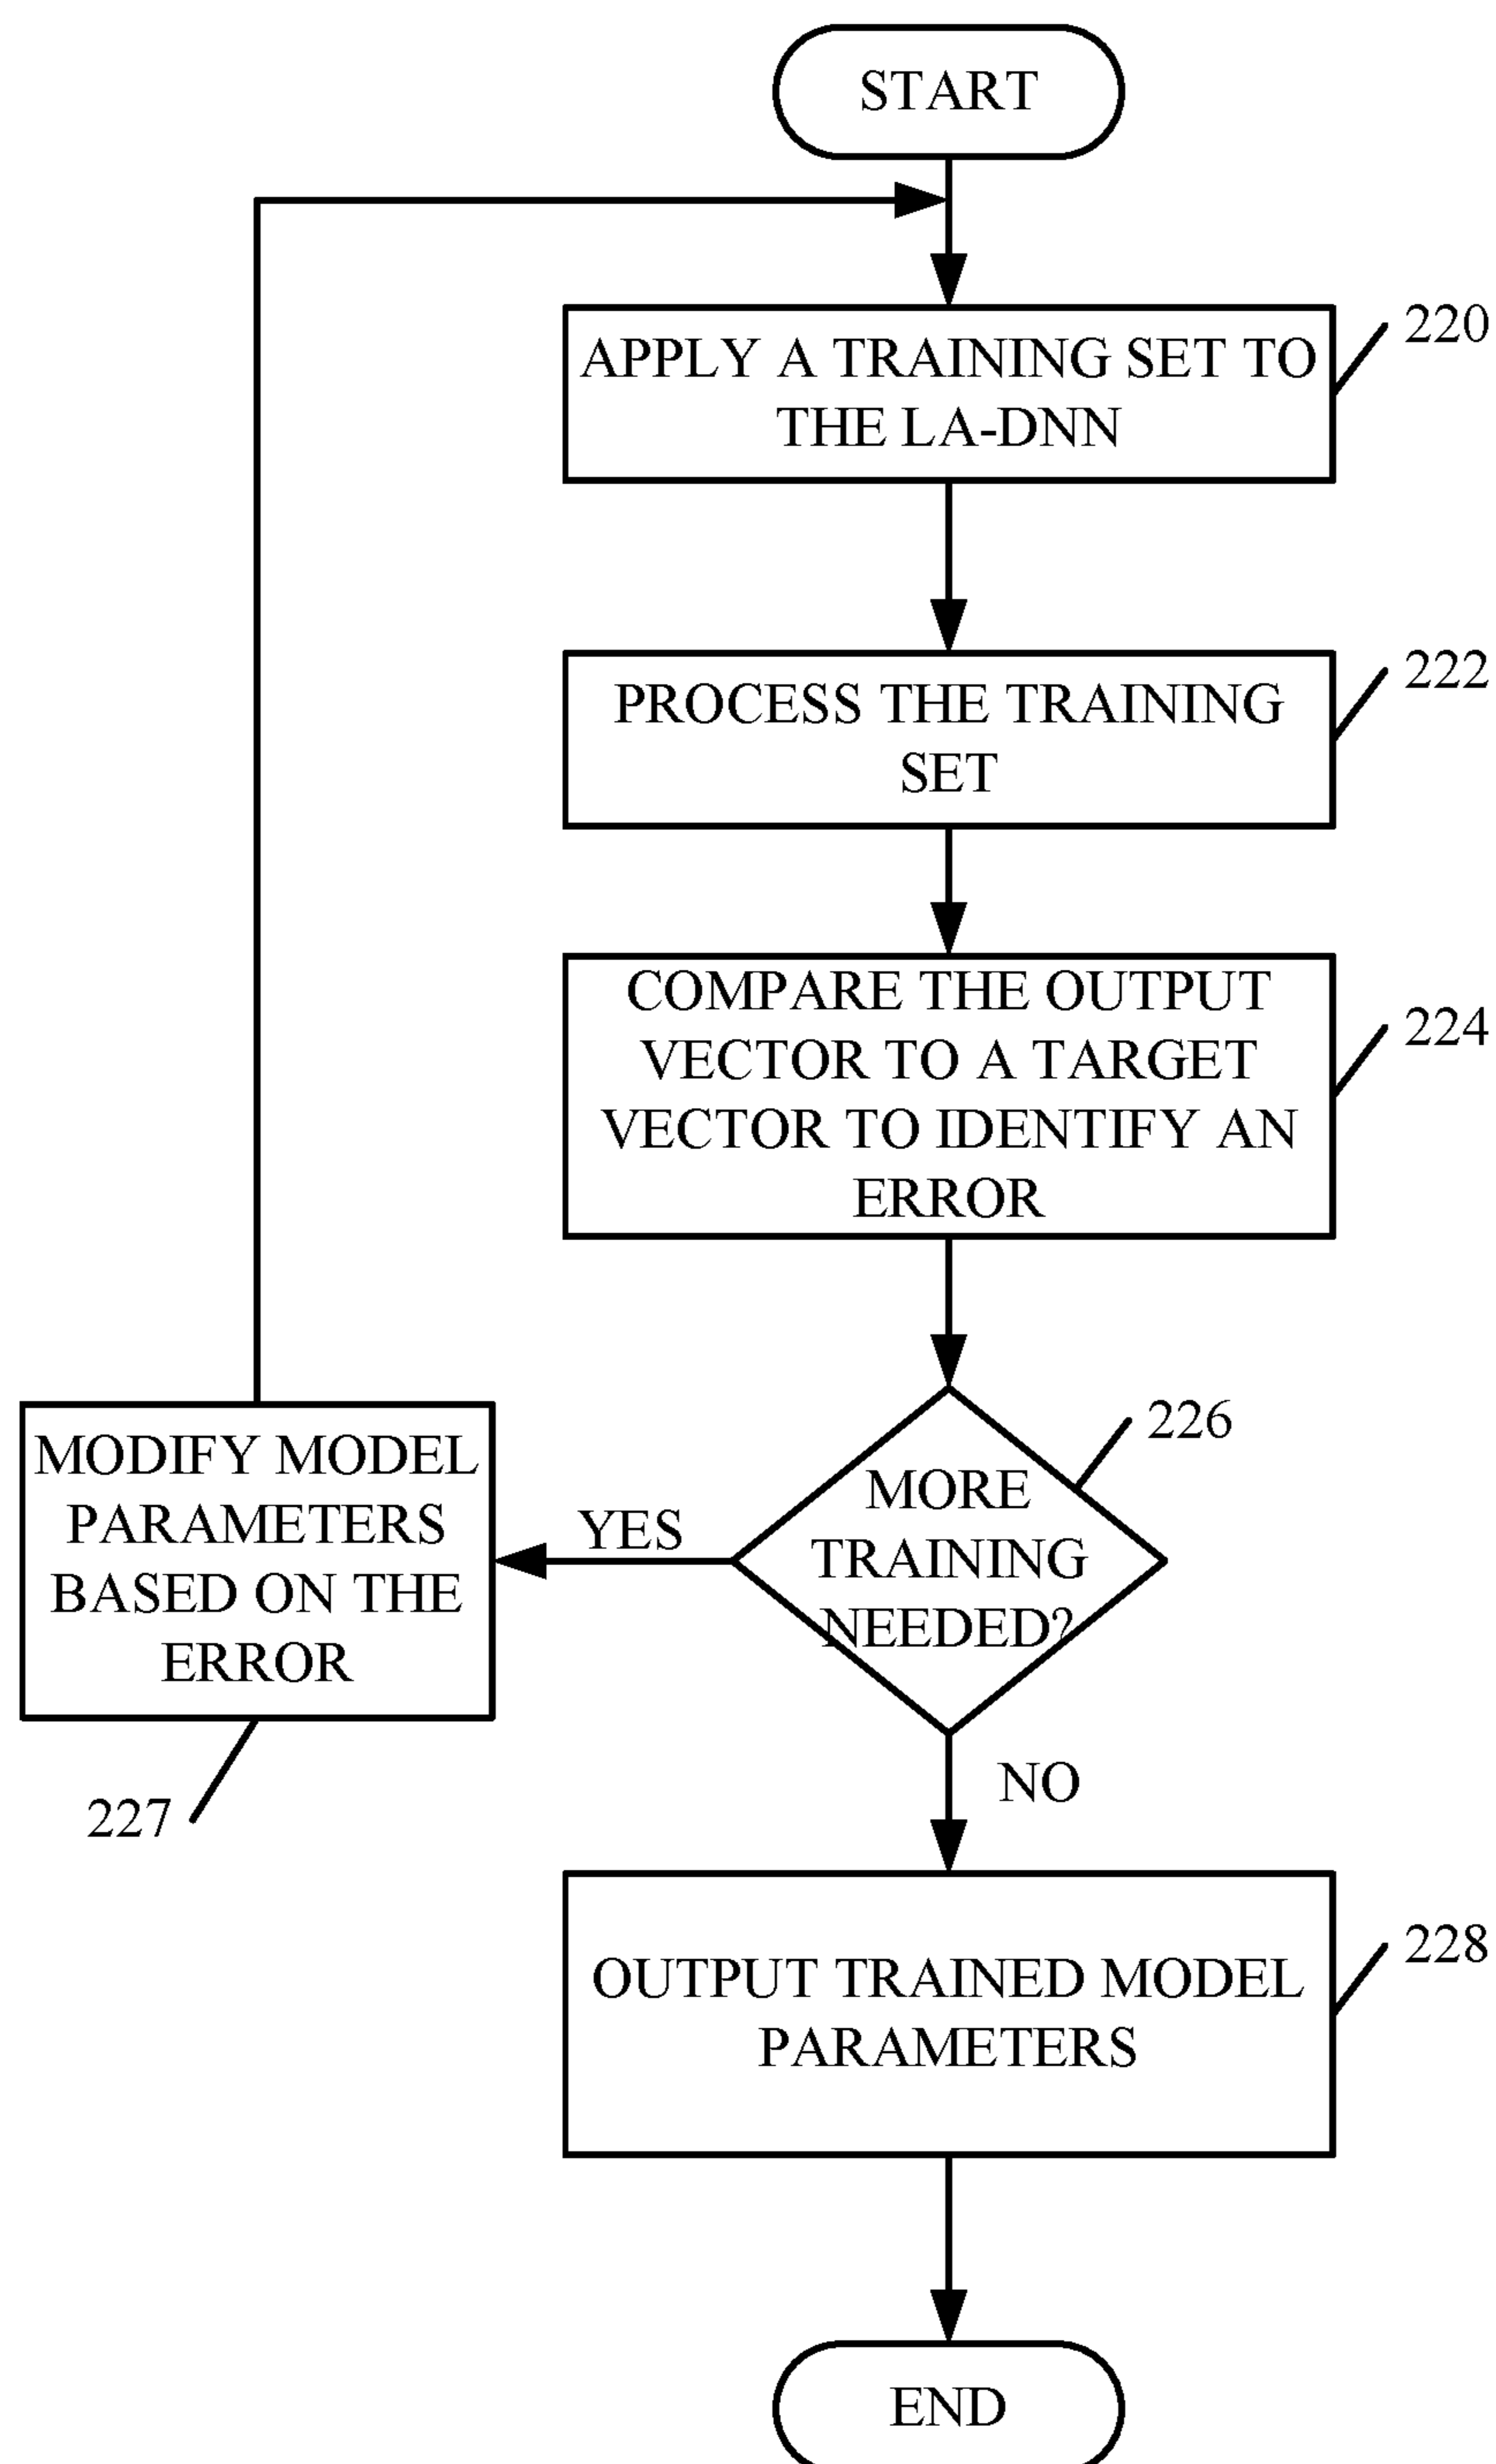 START
APPLY A TRAINING SET TO
THE LA-DNN
220
PROCESS THE TRAINING
SET
222
COMPARE THE OUTPUT
VECTOR TO A TARGET
VECTOR TO IDENTIFY AN
ERROR
224
MORE
TRAINING
NEEDED?
226
YES
MODIFY MODEL
PARAMETERS
BASED ON THE
ERROR
227
NO
OUTPUT TRAINED MODEL
PARAMETERS
228
END